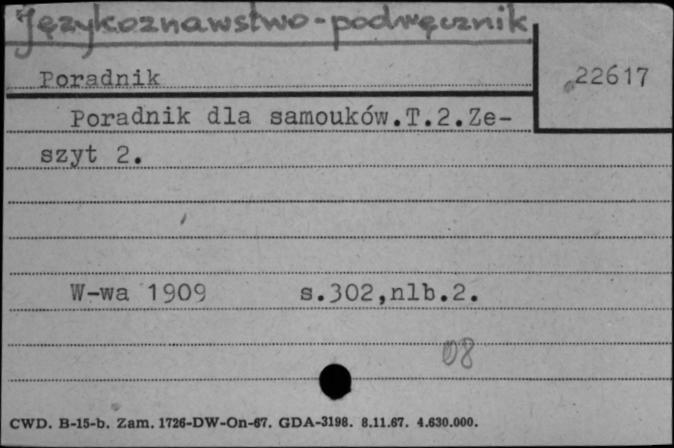 Językoznawstwo-podręcznik
Poradnik
22617
Poradnik dla samouków.T.2.Ze-
szyt 2.
W-wa 1909 s.302,nlb.2.
08
CWD. B-15-b. Zam. 1726-DW-On-67. GDA-3198. 8.11.67. 4.630.000.